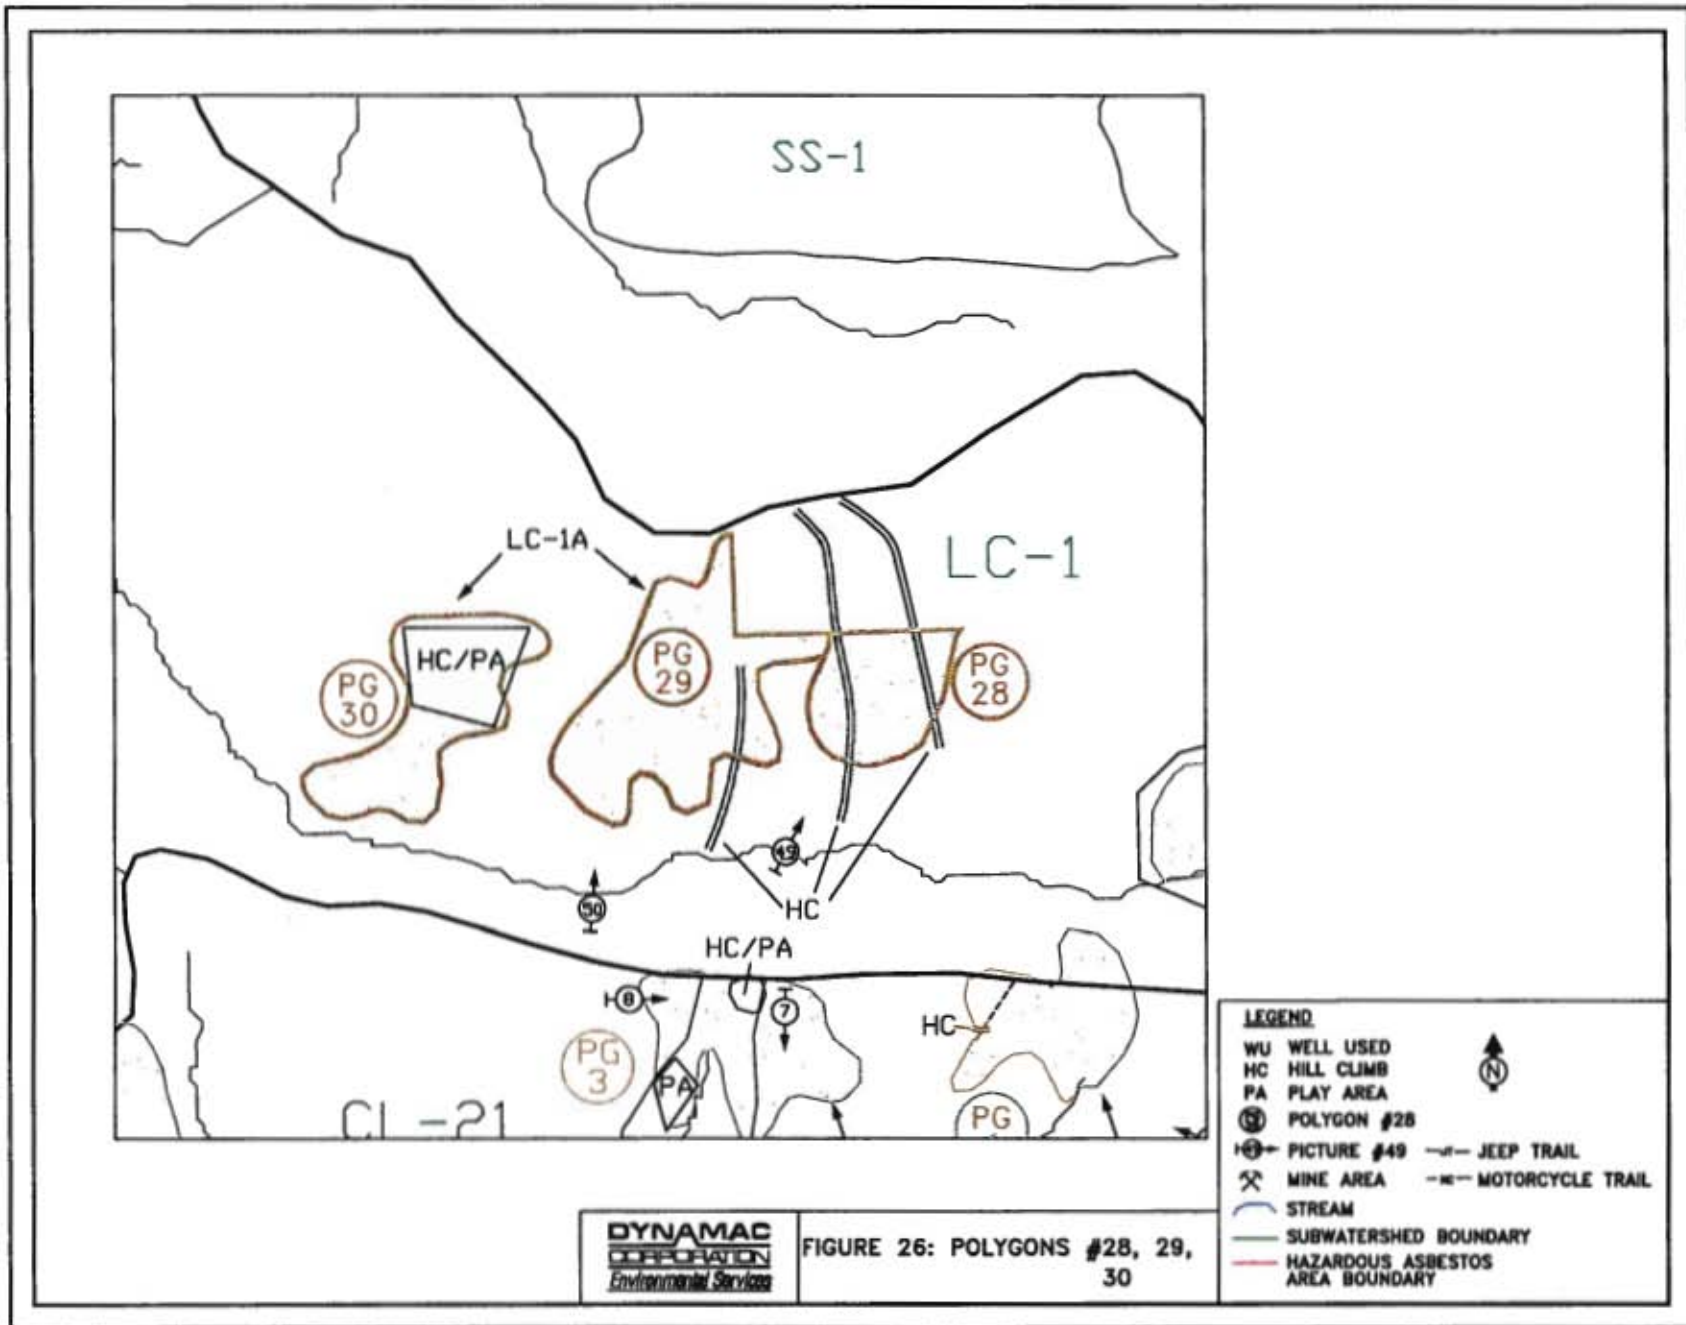 SS-1
LC-1A
LC-1
HC/PA
PG
30
PG
29
PG
28
49
50
HC
HC/PA
8
7
HC
PG
3
PA
PG
CL-21
LEGEND
WU WELL USED
HC HILL CLIMB
PA PLAY AREA
N
POLYGON #28
PICTURE #49
JEEP TRAIL
MINE AREA
MOTORCYCLE TRAIL
STREAM
SUBWATERSHED BOUNDARY
HAZARDOUS ASBESTOS
AREA BOUNDARY
DYNAMAC
CORPORATION
Environmental Services
FIGURE 26: POLYGONS #28, 29,
30